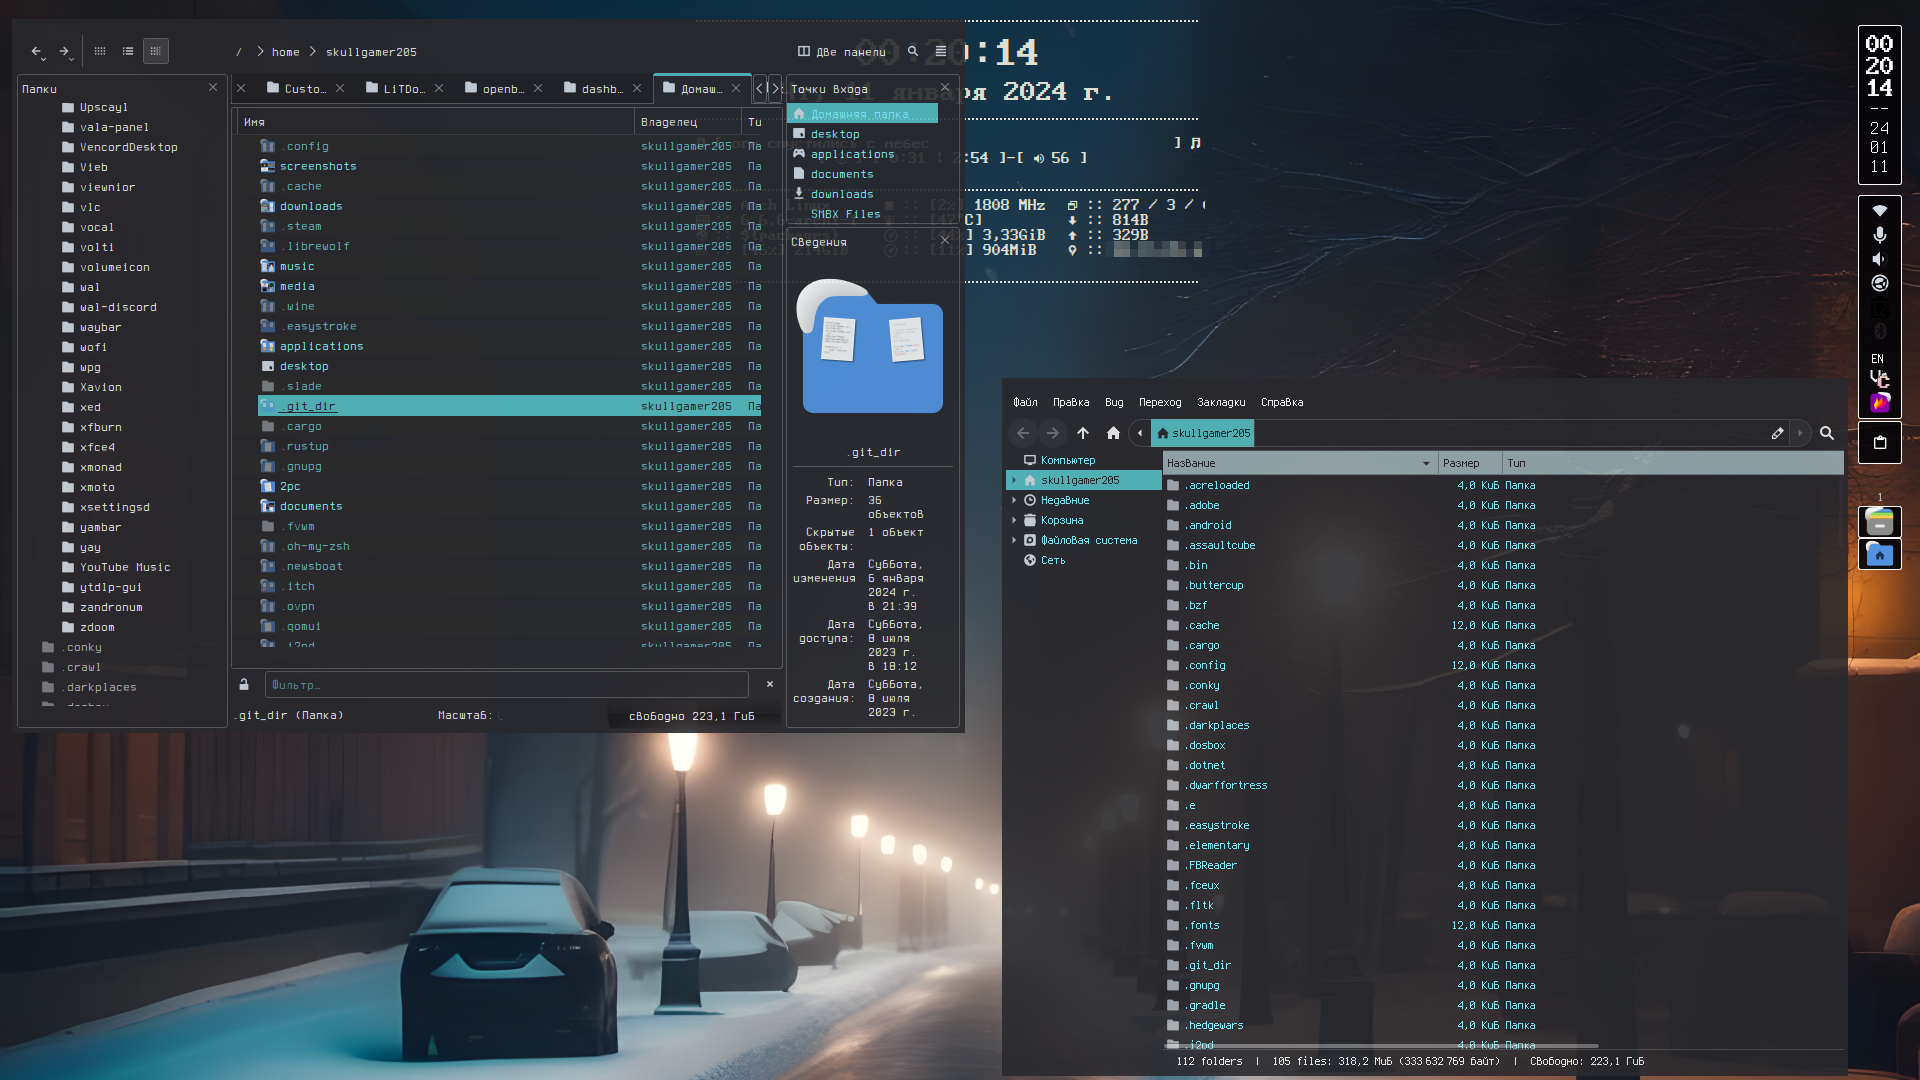 / > home > skullgamer205
Две панели
Папки
Upscayl
vala-panel
VencordDesktop
Vieb
viewnior
vlc
vocal
volti
volumeicon
wal
wal-discord
waybar
wofi
wpg
Xavion
xed
xfburn
xfce4
xmonad
xmoto
xsettingsd
yambar
yay
YouTube Music
ytdlp-gui
zandronum
zdoom
.conky
.crawl
.darkplaces
Custo…
LiTDo…
openb…
dashb…
Домаш…
Имя Владелец Ти
.config skullgamer205 Па
screenshots skullgamer205 Па
.cache skullgamer205 Па
downloads skullgamer205 Па
.steam skullgamer205 Па
.librewolf skullgamer205 Па
music skullgamer205 Па
media skullgamer205 Па
.wine skullgamer205 Па
.easystroke skullgamer205 Па
applications skullgamer205 Па
desktop skullgamer205 Па
.slade skullgamer205 Па
.git_dir skullgamer205 Па
.cargo skullgamer205 Па
.rustup skullgamer205 Па
.gnupg skullgamer205 Па
2pc skullgamer205 Па
documents skullgamer205 Па
.fvwm skullgamer205 Па
.oh-my-zsh skullgamer205 Па
.newsboat skullgamer205 Па
.itch skullgamer205 Па
.ovpn skullgamer205 Па
.qomui skullgamer205 Па
.i2pd skullgamer205 Па
Фильтр…
.git_dir (Папка)
Масштаб:
свободно 223,1 ГиБ
Точки Входа
Домашняя папка
desktop
applications
documents
downloads
SMBX Files
Сведения
.git_dir
Тип: Папка
Размер: 36 объектов
Скрытые объекты: 1 объект
Дата изменения Суббота, 6 января 2024 г. в 21:39
Дата доступа: Суббота, 8 июля 2023 г. в 18:12
Дата создания: Суббота, 8 июля 2023 г.
00:20:14
11 января 2024 г.
спустились с небес ] ♫
:54 ]-[ 56 ]
1808 MHz :: 277 / 3 /
C] :: 814B
] 3,33GiB :: 329B
] 904MiB ::
Файл Правка Вид Переход Закладки Справка
skullgamer205
Компьютер
skullgamer205
Недавние
Корзина
Файловая система
Сеть
Название Размер Тип
.acreloaded 4,0 КиБ Папка
.adobe 4,0 КиБ Папка
.android 4,0 КиБ Папка
.assaultcube 4,0 КиБ Папка
.bin 4,0 КиБ Папка
.buttercup 4,0 КиБ Папка
.bzf 4,0 КиБ Папка
.cache 12,0 КиБ Папка
.cargo 4,0 КиБ Папка
.config 12,0 КиБ Папка
.conky 4,0 КиБ Папка
.crawl 4,0 КиБ Папка
.darkplaces 4,0 КиБ Папка
.dosbox 4,0 КиБ Папка
.dotnet 4,0 КиБ Папка
.dwarffortress 4,0 КиБ Папка
.e 4,0 КиБ Папка
.easystroke 4,0 КиБ Папка
.elementary 4,0 КиБ Папка
.FBReader 4,0 КиБ Папка
.fceux 4,0 КиБ Папка
.fltk 4,0 КиБ Папка
.fonts 12,0 КиБ Папка
.fvwm 4,0 КиБ Папка
.git_dir 4,0 КиБ Папка
.gnupg 4,0 КиБ Папка
.gradle 4,0 КиБ Папка
.hedgewars 4,0 КиБ Папка
.i2pd 4,0 КиБ Папка
112 folders | 105 files: 318,2 МиБ (333 632 769 байт) | Свободно: 223,1 ГиБ
00
20
14
--
24
01
11
EN
1